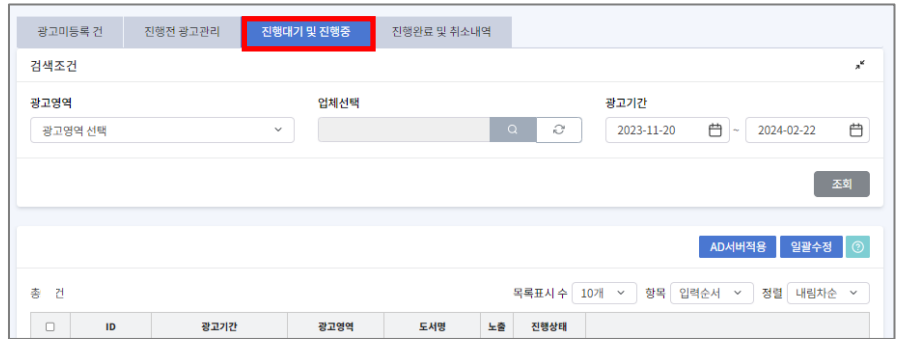 광고미등록 건 진행전 광고관리 진행대기 및 진행중 진행완료 및 취소내역
검색조건
광고영역 업체선택 광고기간
광고영역 선택 2023-11-20 ~ 2024-02-22
조회
AD서버적용 일괄수정 ?
총 건 목록표시 수 10개 항목 입력순서 정렬 내림차순
ID 광고기간 광고영역 도서명 노출 진행상태